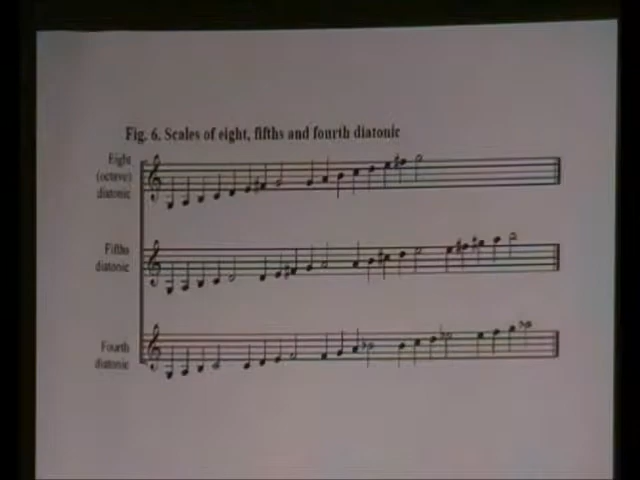 Fig. 6. Scales of eight, fifths and fourth diatonic
Eight
(octave)
diatonic
Fifths
diatonic
Fourth
diatonic